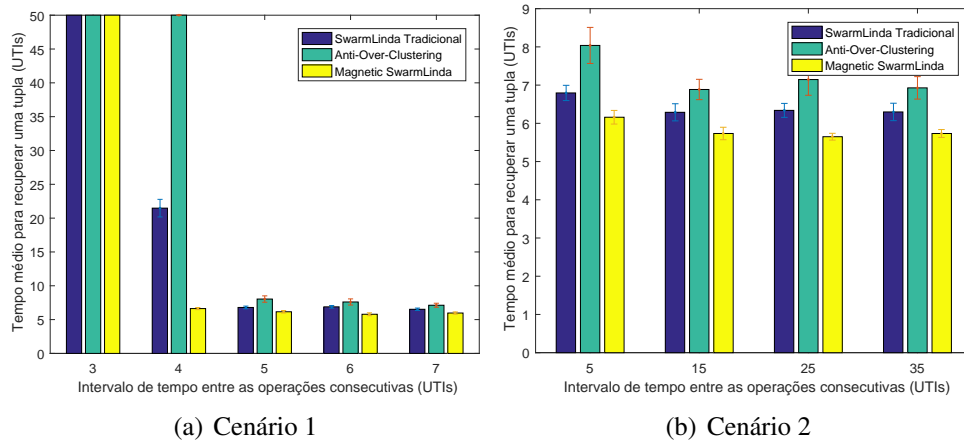 Tempo médio para recuperar uma tupla (UTIs)
50
45
40
35
30
25
20
15
10
5
0
SwarmLinda Tradicional
Anti-Over-Clustering
Magnetic SwarmLinda
3 4 5 6 7
Intervalo de tempo entre as operações consecutivas (UTIs)
(a) Cenário 1
Tempo médio para recuperar uma tupla (UTIs)
9
8
7
6
5
4
3
2
1
0
SwarmLinda Tradicional
Anti-Over-Clustering
Magnetic SwarmLinda
5 15 25 35
Intervalo de tempo entre as operações consecutivas (UTIs)
(b) Cenário 2